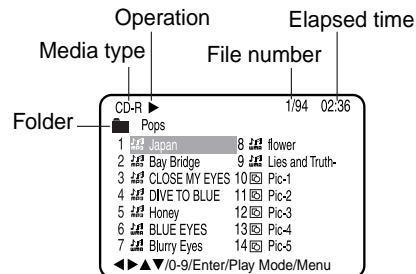 Operation
Elapsed time
Media type
File number
CD-R ▶ 1/94 02:36
Folder
Pops
1 Japan
2 Bay Bridge
3 CLOSE MY EYES
4 DIVE TO BLUE
5 Honey
6 BLUE EYES
7 Blurry Eyes
8 flower
9 Lies and Truth-
10 Pic-1
11 Pic-2
12 Pic-3
13 Pic-4
14 Pic-5
◀▶▲▼/0-9/Enter/Play Mode/Menu